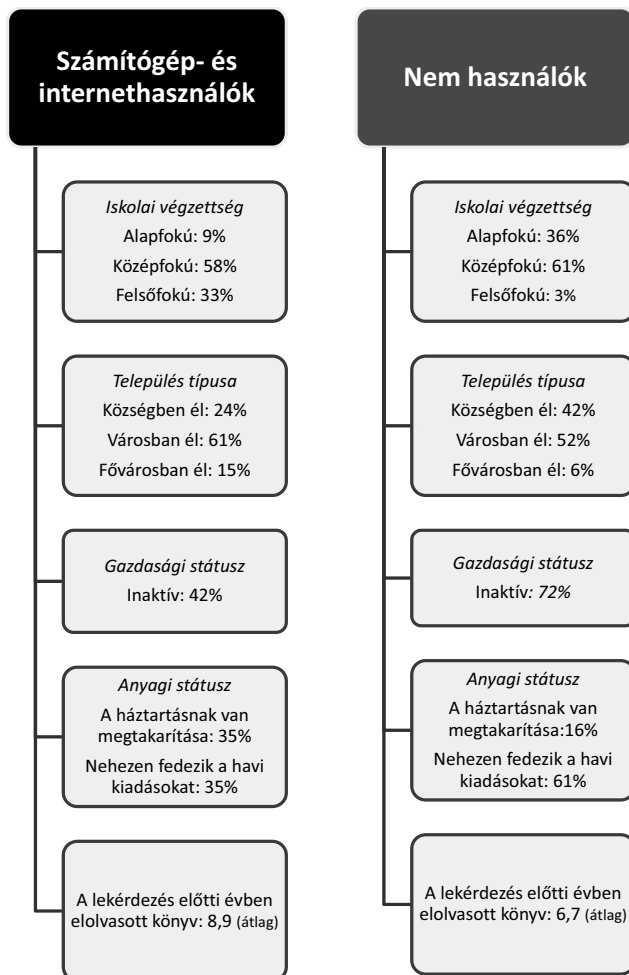 Számítógép- és
internethasználók
Iskolai végzettség
Alapfokú: 9%
Középfokú: 58%
Felsőfokú: 33%
Település típusa
Községben él: 24%
Városban él: 61%
Fővárosban él: 15%
Gazdasági státusz
Inaktív: 42%
Anyagi státusz
A háztartásnak van
megtakarítása: 35%
Nehezen fedezik a havi
kiadásokat: 35%
A lekérdezés előtti évben
elolvasott könyv: 8,9 (átlag)
Nem használók
Iskolai végzettség
Alapfokú: 36%
Középfokú: 61%
Felsőfokú: 3%
Település típusa
Községben él: 42%
Városban él: 52%
Fővárosban él: 6%
Gazdasági státusz
Inaktív: 72%
Anyagi státusz
A háztartásnak van
megtakarítása:16%
Nehezen fedezik a havi
kiadásokat: 61%
A lekérdezés előtti évben
elolvasott könyv: 6,7 (átlag)